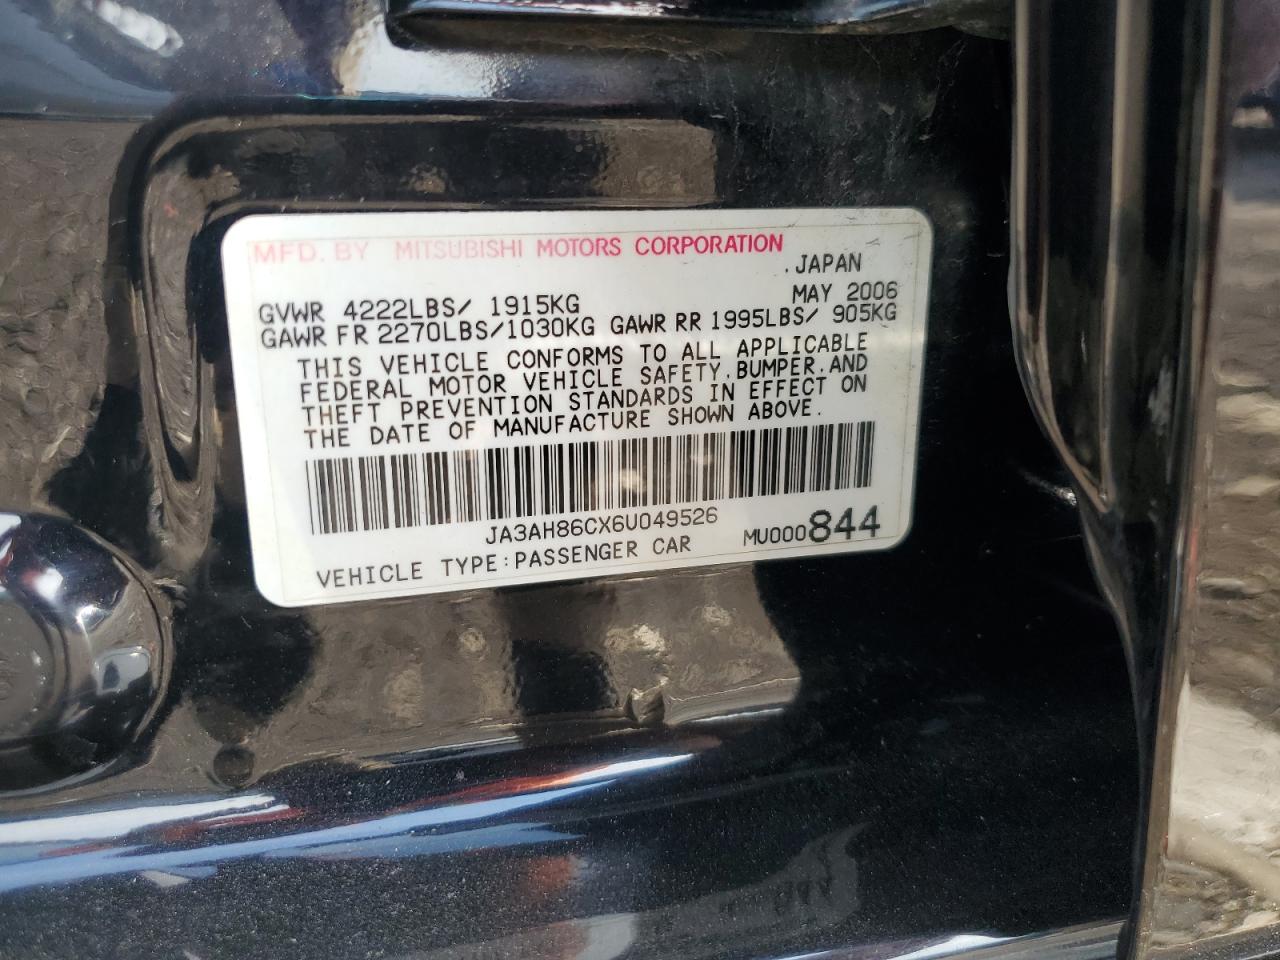 MFD. BY MITSUBISHI MOTORS CORPORATION
JAPAN
GVWR 4222LBS/ 1915KG MAY 2006
GAWR FR 2270LBS/1030KG GAWR RR 1995LBS/ 905KG
THIS VEHICLE CONFORMS TO ALL APPLICABLE
FEDERAL MOTOR VEHICLE SAFETY, BUMPER, AND
THEFT PREVENTION STANDARDS IN EFFECT ON
THE DATE OF MANUFACTURE SHOWN ABOVE.
JA3AH86CX6U049526
VEHICLE TYPE:PASSENGER CAR MU000844